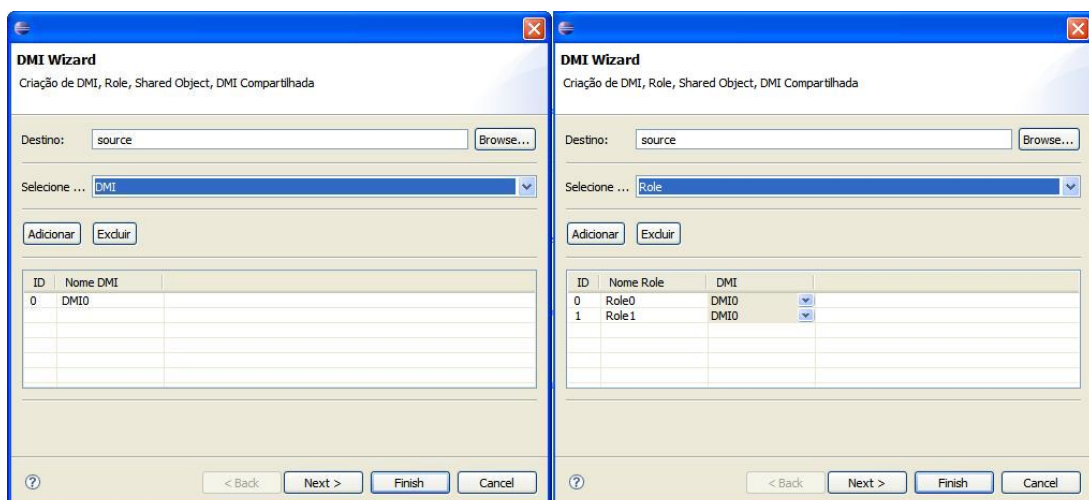 DMI Wizard
Criação de DMI, Role, Shared Object, DMI Compartilhada
Destino: source Browse...
Selecione ... DMI
Adicionar Excluir
ID Nome DMI
0 DMI0
< Back Next > Finish Cancel
DMI Wizard
Criação de DMI, Role, Shared Object, DMI Compartilhada
Destino: source Browse...
Selecione ... Role
Adicionar Excluir
ID Nome Role DMI
0 Role0 DMI0
1 Role1 DMI0
< Back Next > Finish Cancel